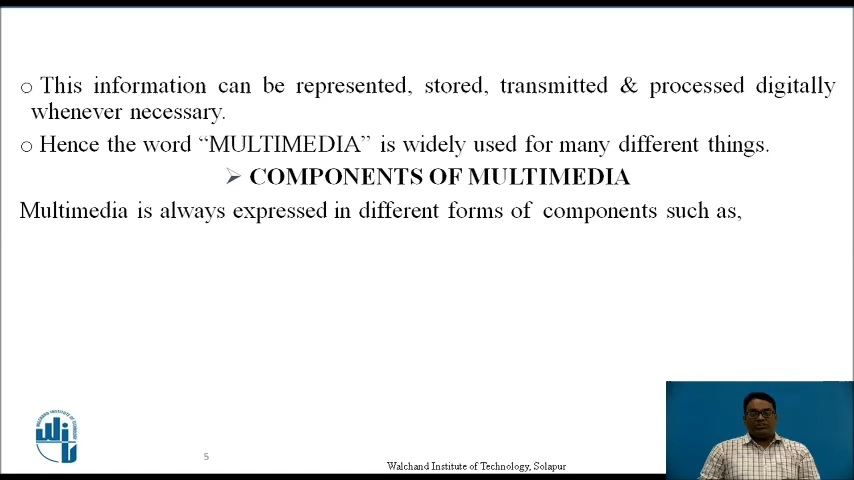 o This information can be represented, stored, transmitted & processed digitally
whenever necessary.
o Hence the word “MULTIMEDIA” is widely used for many different things.
➢ COMPONENTS OF MULTIMEDIA
Multimedia is always expressed in different forms of components such as,
5
Walchand Institute of Technology, Solapur